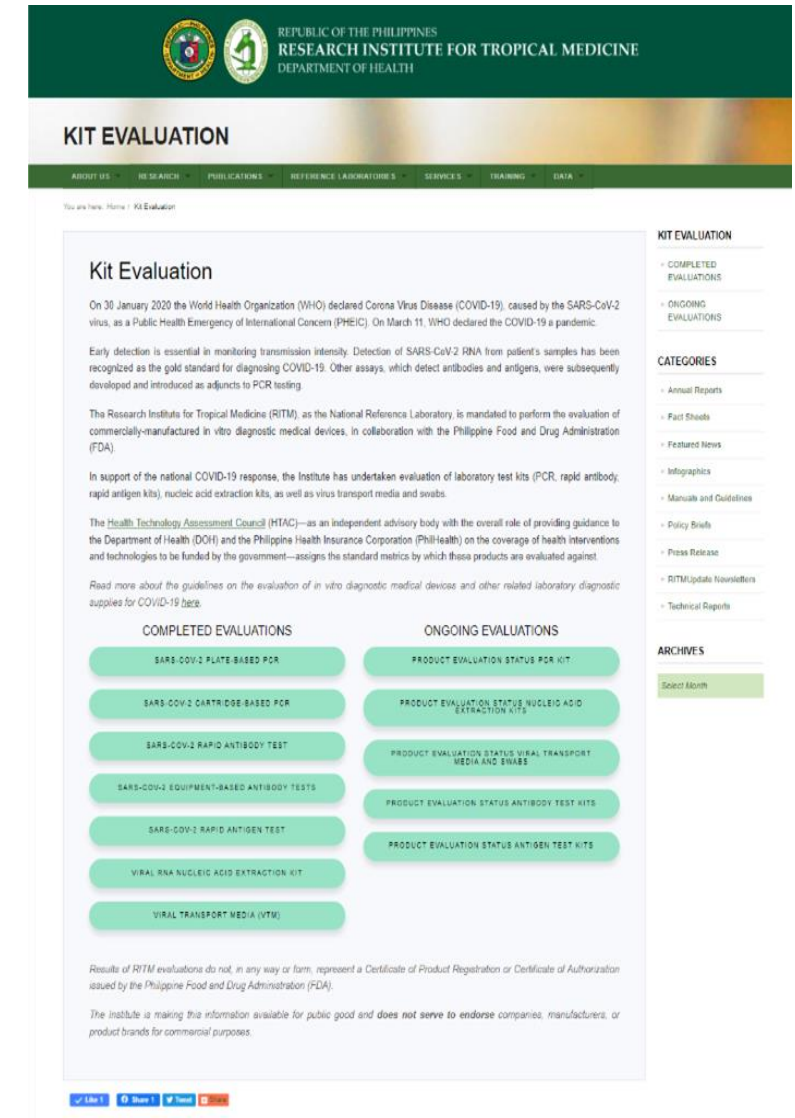 REPUBLIC OF THE PHILIPPINES
RESEARCH INSTITUTE FOR TROPICAL MEDICINE
DEPARTMENT OF HEALTH
KIT EVALUATION
ABOUT US RESEARCH PUBLICATIONS REFERENCE LABORATORIES SERVICES TRAINING DATA
You are here: Home / Kit Evaluation
Kit Evaluation
On 30 January 2020 the World Health Organization (WHO) declared Corona Virus Disease (COVID-19), caused by the SARS-CoV-2
virus, as a Public Health Emergency of International Concern (PHEIC). On March 11, WHO declared the COVID-19 a pandemic.
Early detection is essential in monitoring transmission intensity. Detection of SARS-CoV-2 RNA from patient's samples has been
recognized as the gold standard for diagnosing COVID-19. Other assays, which detect antibodies and antigens, were subsequently
developed and introduced as adjuncts to PCR testing.
The Research Institute for Tropical Medicine (RITM), as the National Reference Laboratory, is mandated to perform the evaluation of
commercially-manufactured in vitro diagnostic medical devices, in collaboration with the Philippine Food and Drug Administration
(FDA).
In support of the national COVID-19 response, the Institute has undertaken evaluation of laboratory test kits (PCR, rapid antibody,
rapid antigen kits), nucleic acid extraction kits, as well as virus transport media and swabs.
The Health Technology Assessment Council (HTAC)—as an independent advisory body with the overall role of providing guidance to
the Department of Health (DOH) and the Philippine Health Insurance Corporation (PhilHealth) on the coverage of health interventions
and technologies to be funded by the government—assigns the standard metrics by which these products are evaluated against.
Read more about the guidelines on the evaluation of in vitro diagnostic medical devices and other related laboratory diagnostic
supplies for COVID-19 here.
COMPLETED EVALUATIONS
SARS-COV-2 PLATE-BASED PCR
SARS-COV-2 CARTRIDGE-BASED PCR
SARS-COV-2 RAPID ANTIBODY TEST
SARS-COV-2 EQUIPMENT-BASED ANTIBODY TESTS
SARS-COV-2 RAPID ANTIGEN TEST
VIRAL RNA NUCLEIC ACID EXTRACTION KIT
VIRAL TRANSPORT MEDIA (VTM)
ONGOING EVALUATIONS
PRODUCT EVALUATION STATUS PCR KIT
PRODUCT EVALUATION STATUS NUCLEIC ACID
EXTRACTION KITS
PRODUCT EVALUATION STATUS VIRAL TRANSPORT
MEDIA AND SWABS
PRODUCT EVALUATION STATUS ANTIBODY TEST KITS
PRODUCT EVALUATION STATUS ANTIGEN TEST KITS
Results of RITM evaluations do not, in any way or form, represent a Certificate of Product Registration or Certificate of Authorization
issued by the Philippine Food and Drug Administration (FDA).
The Institute is making this information available for public good and does not serve to endorse companies, manufacturers, or
product brands for commercial purposes.
Like 1 Share 1 Tweet Share
KIT EVALUATION
COMPLETED
EVALUATIONS
ONGOING
EVALUATIONS
CATEGORIES
Annual Reports
Fact Sheets
Featured News
Infographics
Manuals and Guidelines
Policy Briefs
Press Release
RITMUpdate Newsletters
Technical Reports
ARCHIVES
Select Month